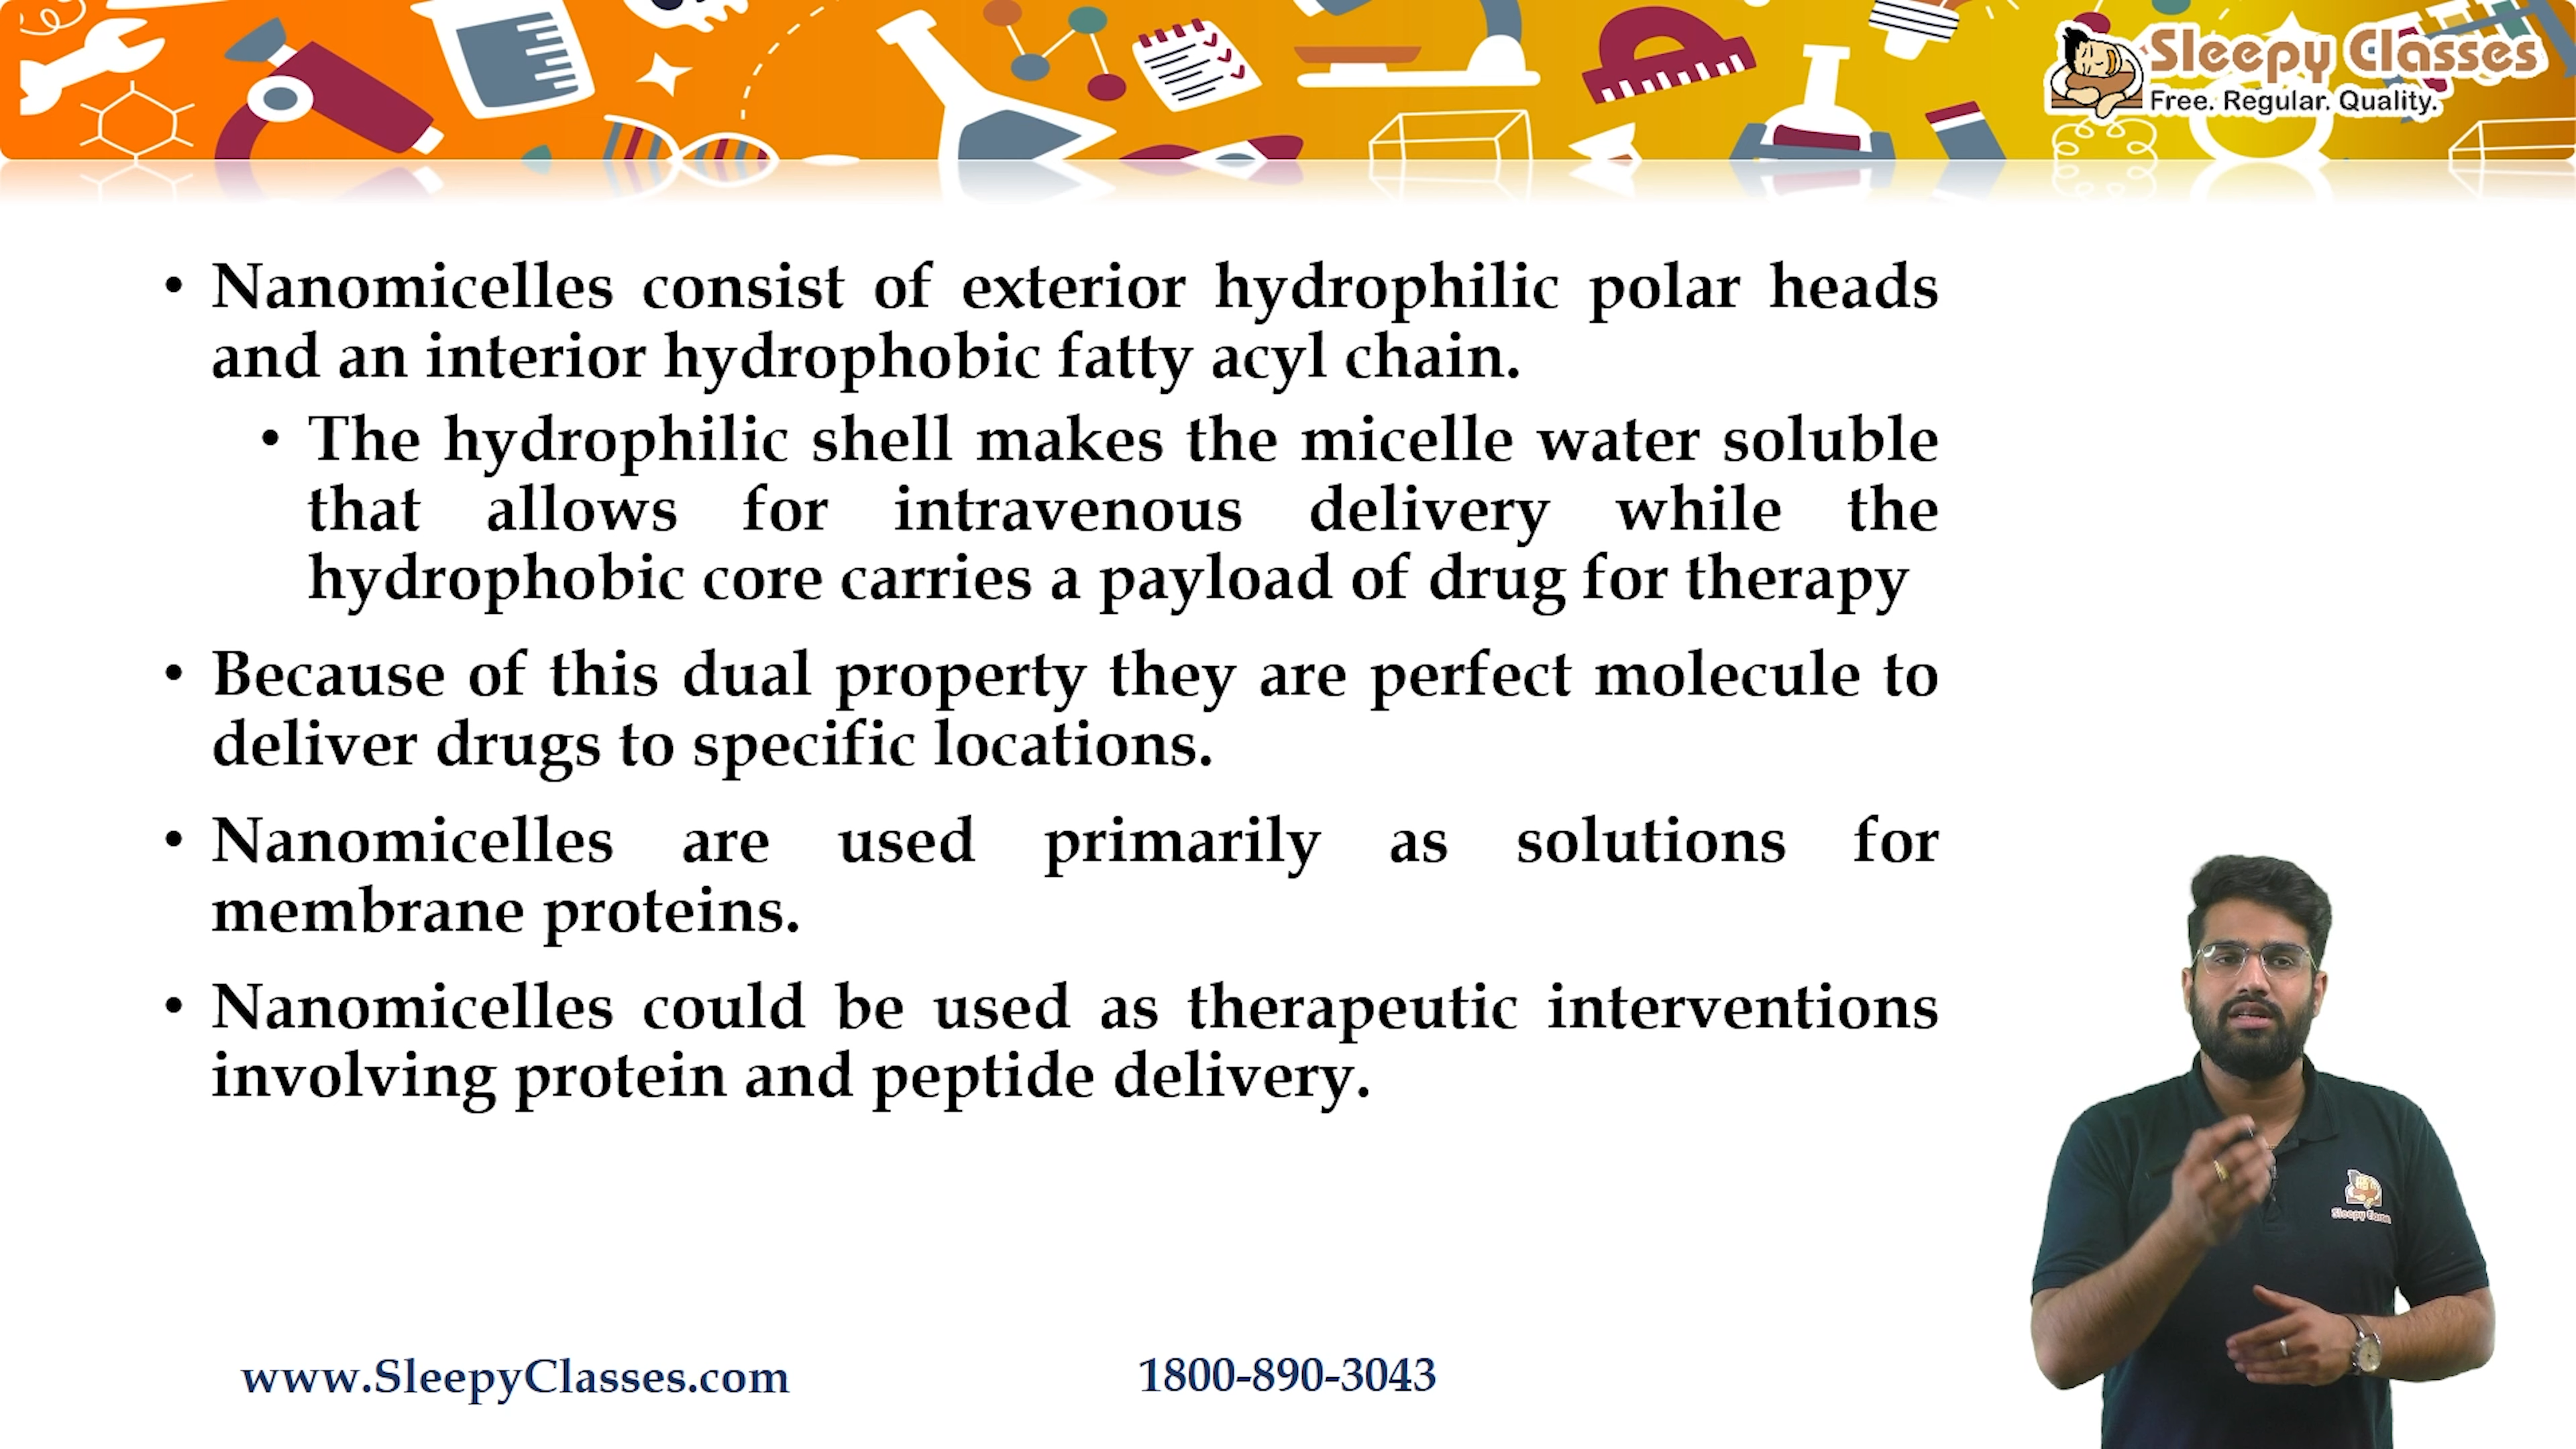 Sleepy Classes
Free. Regular. Quality.
• Nanomicelles consist of exterior hydrophilic polar heads
and an interior hydrophobic fatty acyl chain.
• The hydrophilic shell makes the micelle water soluble
that allows for intravenous delivery while the
hydrophobic core carries a payload of drug for therapy
• Because of this dual property they are perfect molecule to
deliver drugs to specific locations.
• Nanomicelles are used primarily as solutions for
membrane proteins.
• Nanomicelles could be used as therapeutic interventions
involving protein and peptide delivery.
Sleepy
www.SleepyClasses.com
1800-890-3043